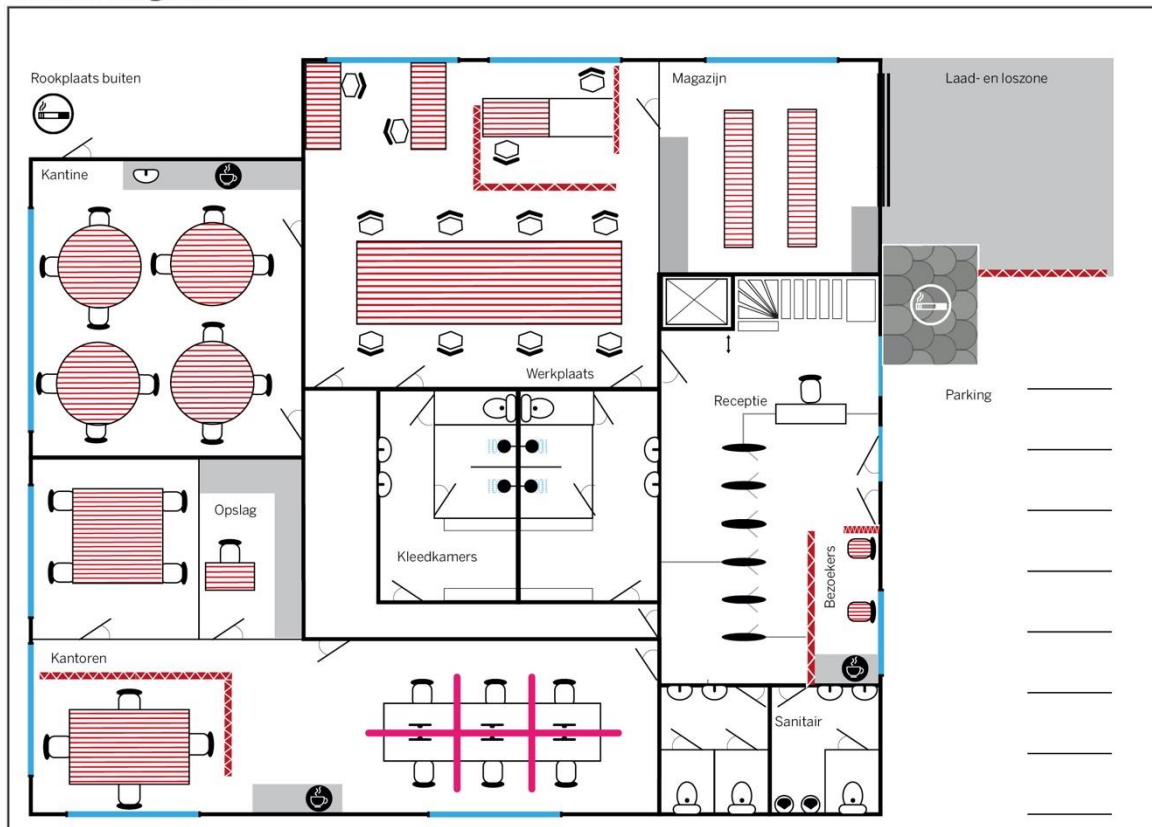 Rookplaats buiten
Magazijn
Laad- en loszone
Kantine
Werkplaats
Receptie
Parking
Opslag
Kleedkamers
Bezoekers
Kantoren
Sanitair